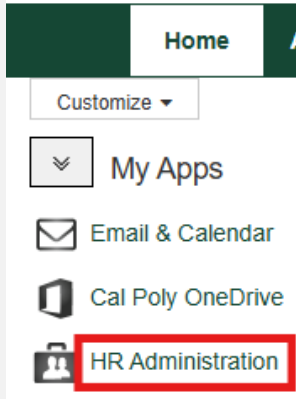 Home
Customize
My Apps
Email & Calendar
Cal Poly OneDrive
HR Administration